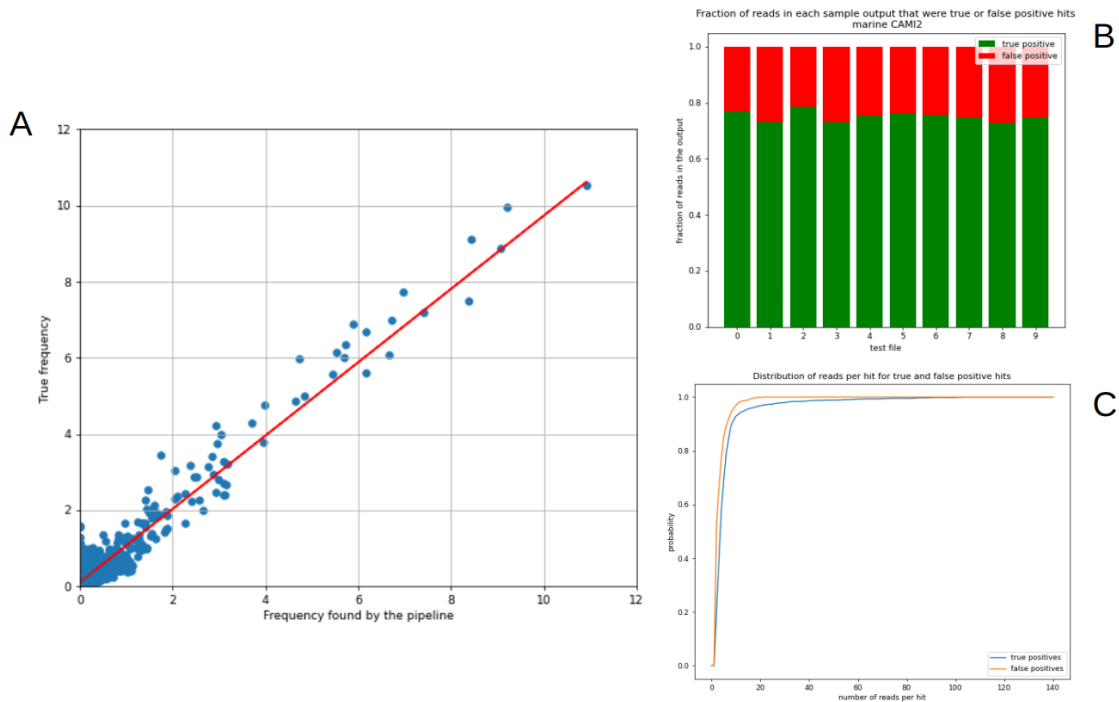 A
12
10
8
6
4
2
0
True frequency
0 2 4 6 8 10 12
Frequency found by the pipeline
Fraction of reads in each sample output that were true or false positive hits
marine CAMI2
B
true positive
false positive
1.0
0.8
0.6
0.4
0.2
0.0
fraction of reads in the output
0 1 2 3 4 5 6 7 8 9
test file
Distribution of reads per hit for true and false positive hits
C
1.0
0.8
0.6
0.4
0.2
0.0
probability
true positives
false positives
0 20 40 60 80 100 120 140
number of reads per hit